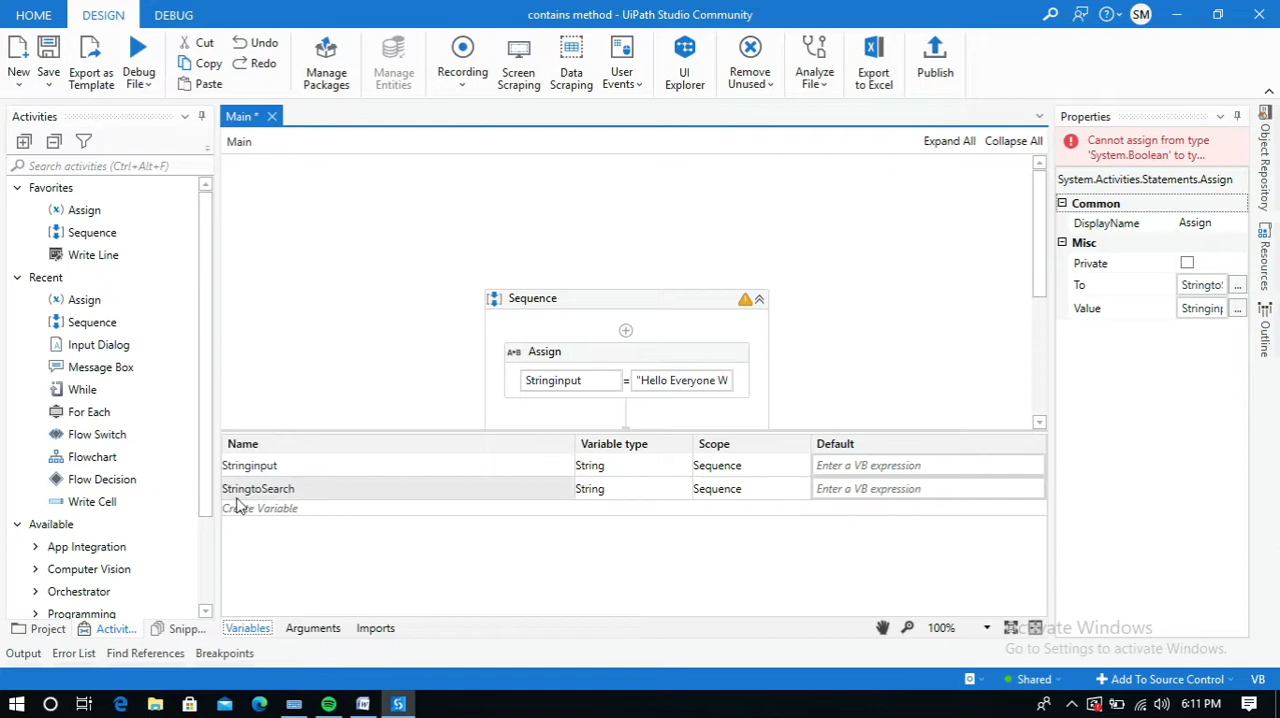 HOME
DESIGN
DEBUG
contains method - UiPath Studio Community
SM
New
Save
Export as Template
Debug File
Cut
Copy
Paste
Undo
Redo
Manage Packages
Manage Entities
Recording
Screen Scraping
Data Scraping
User Events
UI Explorer
Remove Unused
Analyze File
Export to Excel
Publish
Activities
Search activities (Ctrl+Alt+F)
Favorites
Assign
Sequence
Write Line
Recent
Assign
Sequence
Input Dialog
Message Box
While
For Each
Flow Switch
Flowchart
Flow Decision
Write Cell
Available
App Integration
Computer Vision
Orchestrator
Programming
Project
Activit...
Snipp...
Main *
Main
Expand All
Collapse All
Sequence
A*B Assign
Stringinput = "Hello Everyone W
Name Variable type Scope Default
Stringinput String Sequence Enter a VB expression
StringtoSearch String Sequence Enter a VB expression
Create Variable
Variables
Arguments
Imports
100%
Properties
Cannot assign from type
'System.Boolean' to ty...
System.Activities.Statements.Assign
Common
DisplayName Assign
Misc
Private
To Stringto! ...
Value Stringinp ...
Object Repository
Resources
Outline
Activate Windows
Go to Settings to activate Windows.
Output
Error List
Find References
Breakpoints
Shared
Add To Source Control
VB
6:11 PM